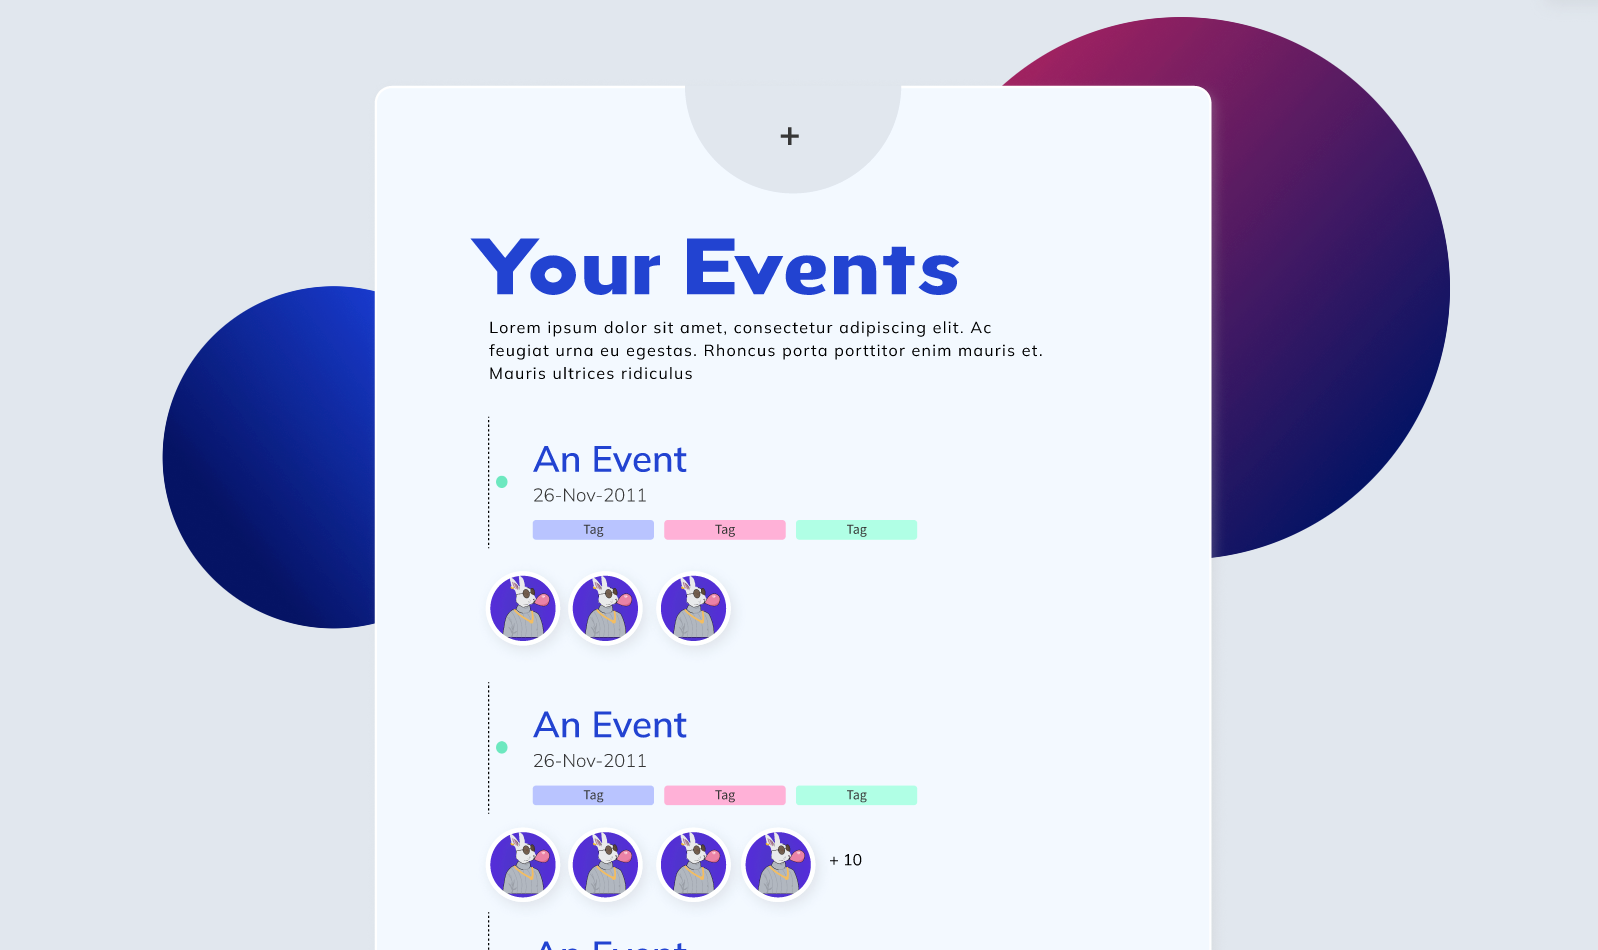 +
Your Events
Lorem ipsum dolor sit amet, consectetur adipiscing elit. Ac
feugiat urna eu egestas. Rhoncus porta porttitor enim mauris et.
Mauris ultrices ridiculus
An Event
26-Nov-2011
Tag Tag Tag
An Event
26-Nov-2011
Tag Tag Tag
+ 10
An Event